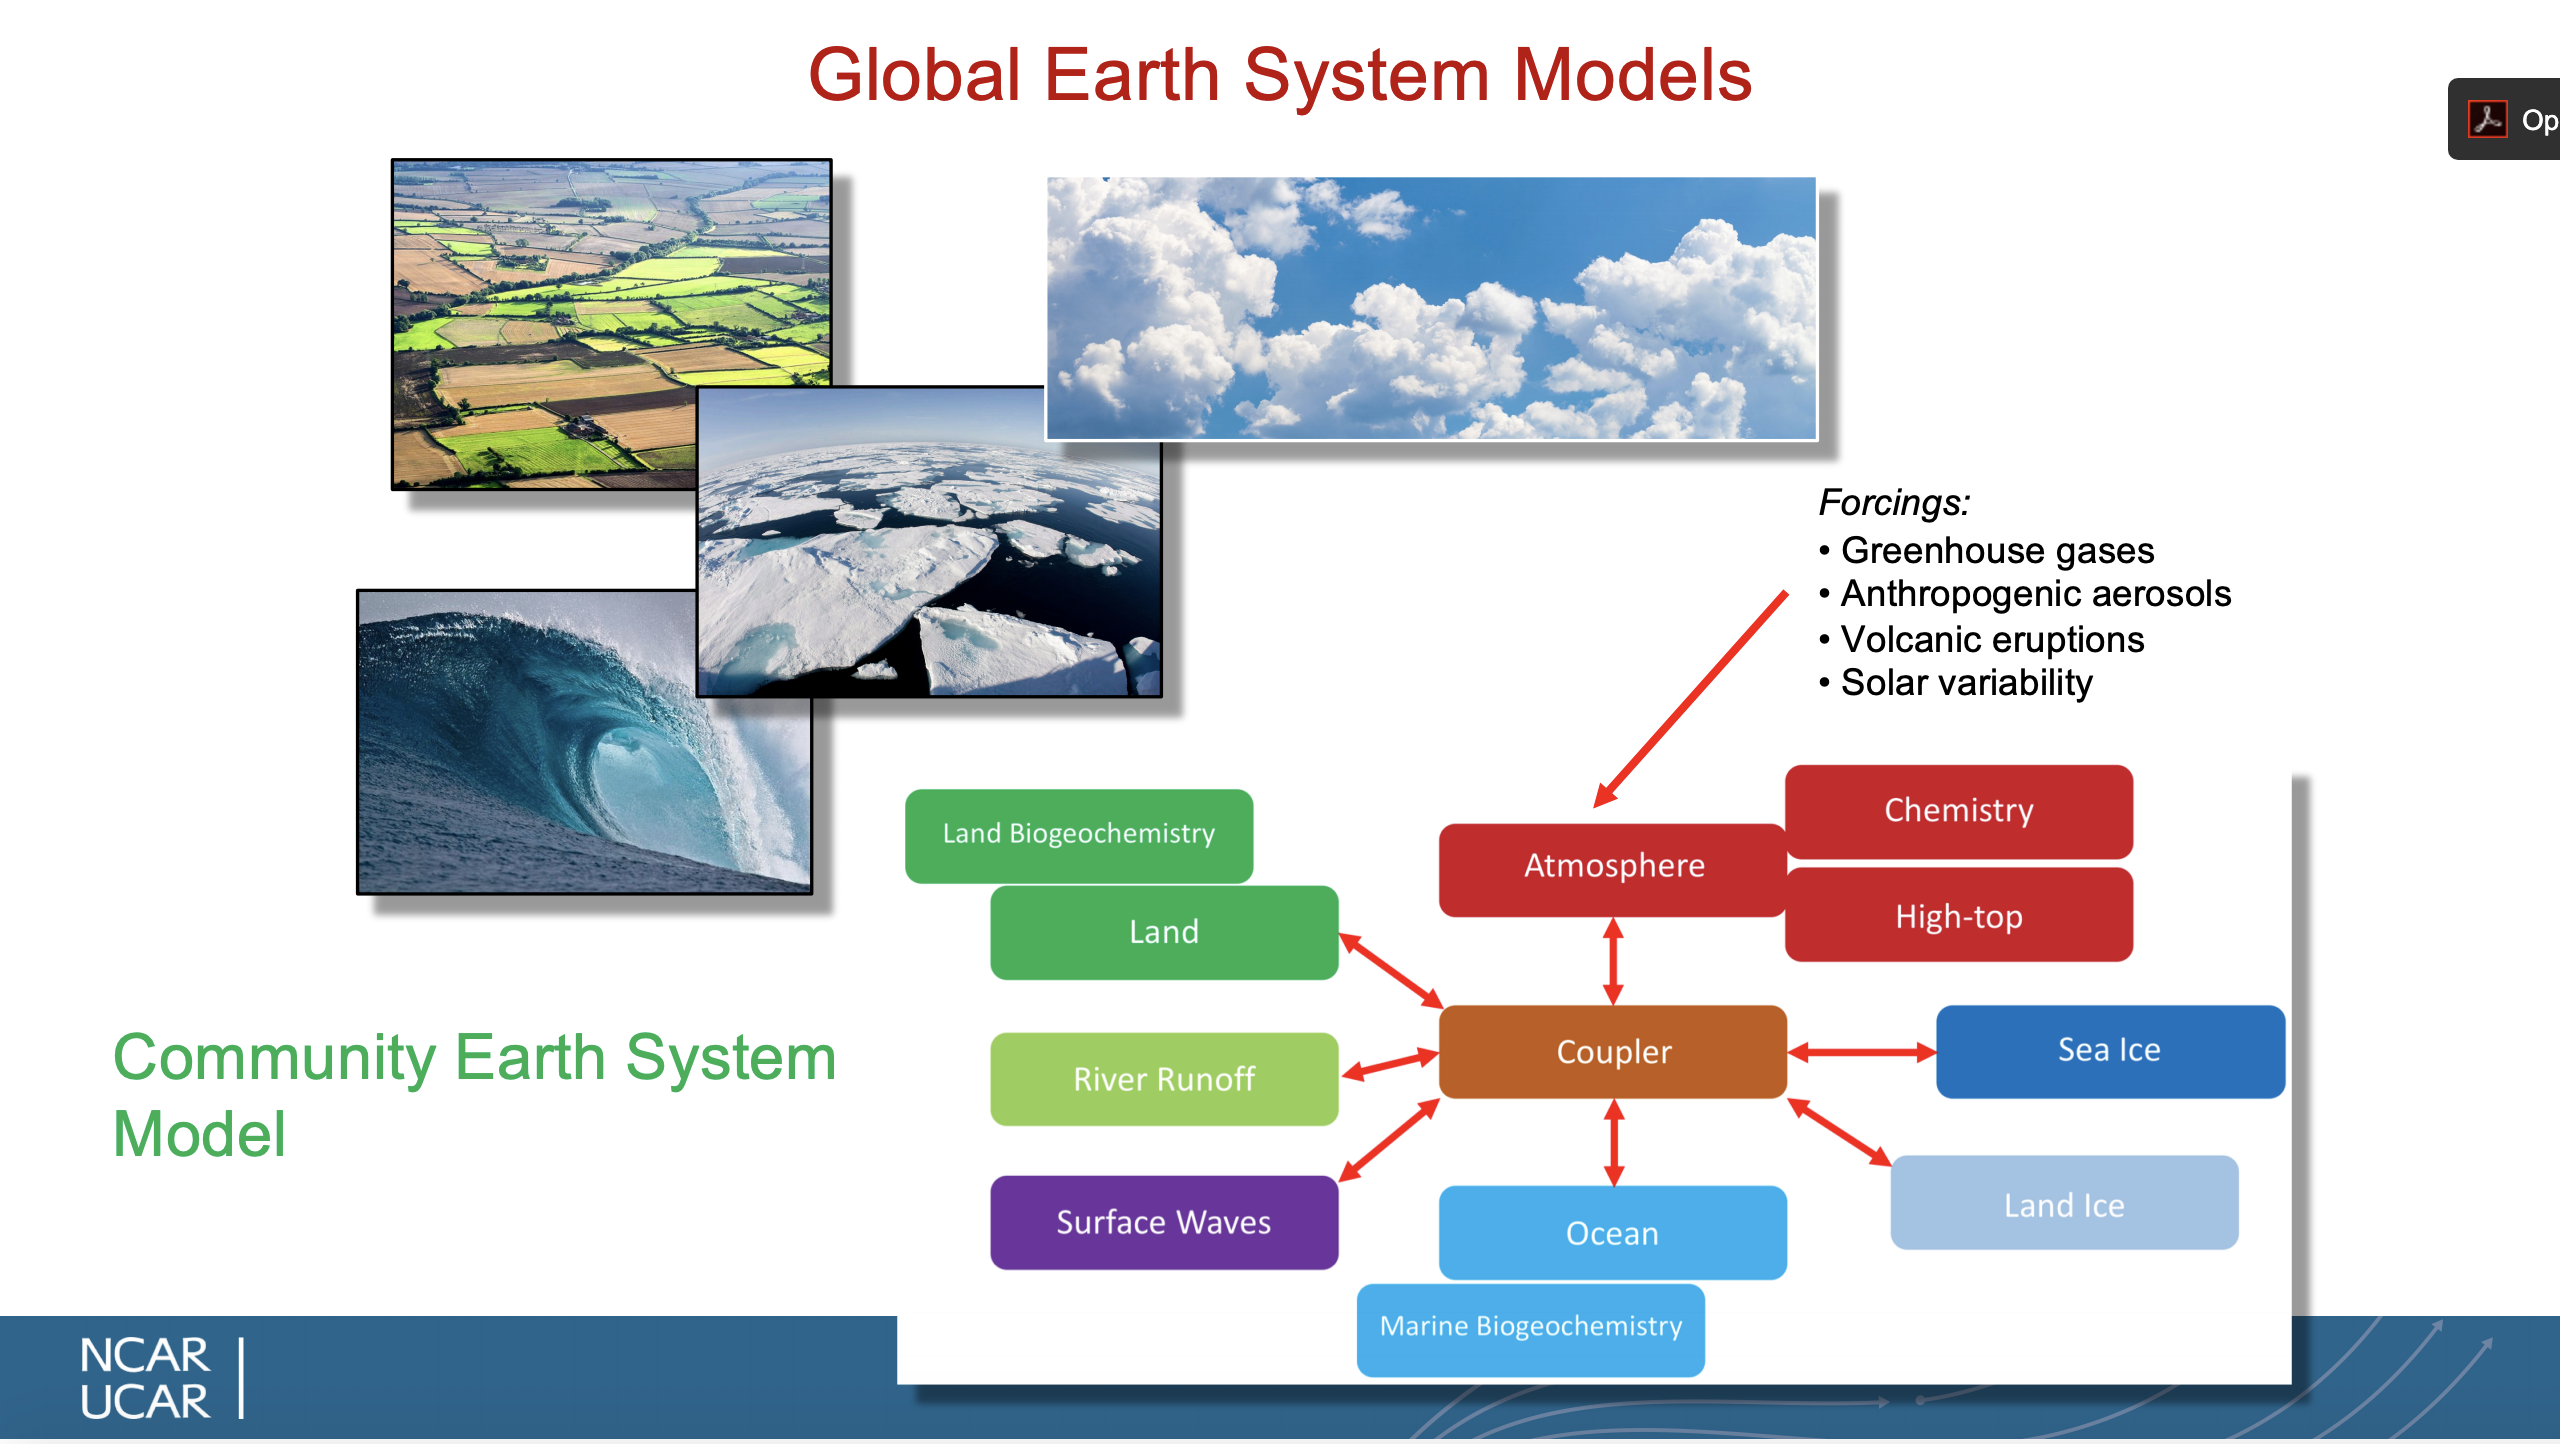 Global Earth System Models
Op
Forcings:
• Greenhouse gases
• Anthropogenic aerosols
• Volcanic eruptions
• Solar variability
Chemistry
Land Biogeochemistry
Atmosphere
High-top
Land
Coupler
Sea Ice
River Runoff
Community Earth System
Model
Land Ice
Surface Waves
Ocean
Marine Biogeochemistry
NCAR
UCAR